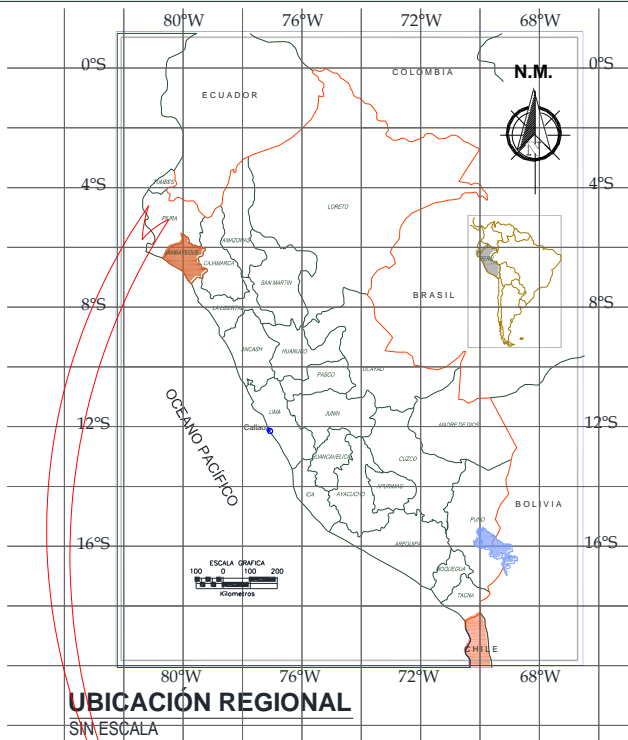 80°W 76°W 72°W 68°W
0°S 0°S
COLOMBIA
N.M.
ECUADOR
4°S 4°S
TUMBES
LORETO
PIURA
AMAZONAS
LAMBAYEQUE
CAJAMARCA
PERU
SAN MARTIN
BRASIL
8°S 8°S
LA LIBERTAD
ANCASH
HUANUCO
UCAYALI
PASCO
OCEANO PACÍFICO
LIMA
JUNIN
12°S 12°S
Callao
MADRE DE DIOS
HUANCAVELICA
CUZCO
ICA
AYACUCHO
APURIMAC
BOLIVIA
PUNO
16°S 16°S
AREQUIPA
ESCALA GRAFICA
100 0 100 200
Kilometros
MOQUEGUA
TACNA
CHILE
80°W 76°W 72°W 68°W
UBICACIÓN REGIONAL
SIN ESCALA